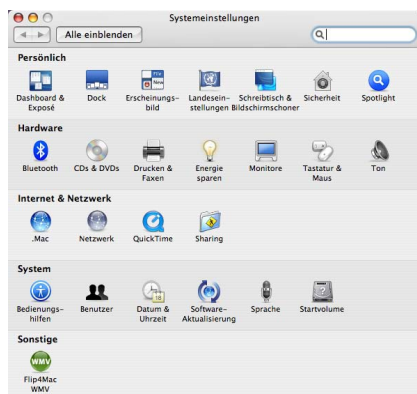 Systemeinstellungen
Alle einblenden
Persönlich
Dashboard & Exposé
Dock
Erscheinungs-
bild
Landesein-
stellungen
Schreibtisch &
Bildschirmschoner
Sicherheit
Spotlight
Hardware
Bluetooth
CDs & DVDs
Drucken &
Faxen
Energie
sparen
Monitore
Tastatur &
Maus
Ton
Internet & Netzwerk
.Mac
Netzwerk
QuickTime
Sharing
System
Bedienungs-
hilfen
Benutzer
Datum &
Uhrzeit
Software-
Aktualisierung
Sprache
Startvolume
Sonstige
WMV
Flip4Mac
WMV